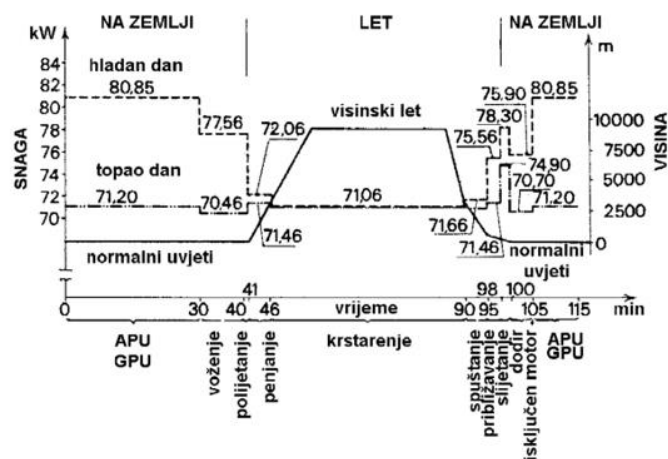 NA ZEMLJI LET NA ZEMLJI
kW m
84
82
80
78
76
74
72
70
SNAGA
10000
7500
5000
2500
0
VISINA
hladan dan
80,85
77,56
72,06
visinski let
75,56
75.90
78,30
80,85
topao dan
71,20
70,46
71,46
71,06
71,66
71,46
74,90
70,70
71,20
normalni uvjeti
normalni
uvjeti
41 98 100
0 30 40 46 vrijeme 90 95 105 115 min
APU
GPU
voženje
polijetanje
penjanje
krstarenje
spuštanje
približavanje
slijetanje
dodir
isključen motor
APU
GPU